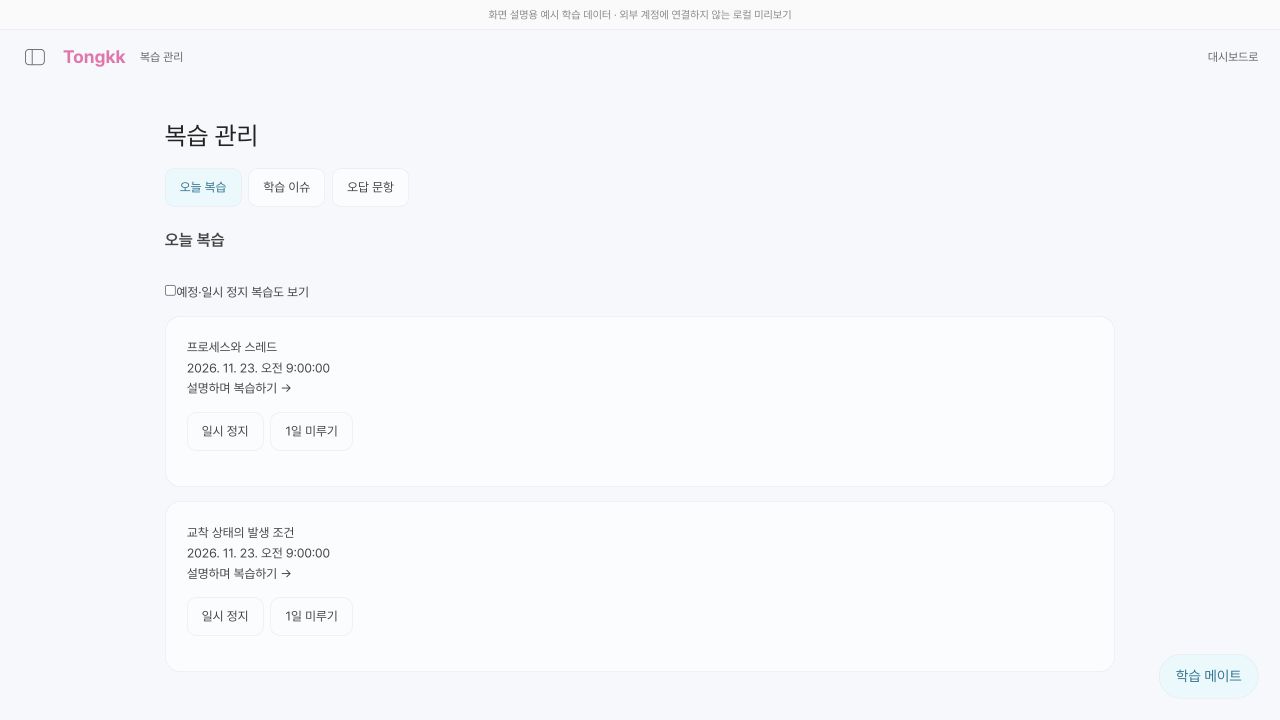 화면 설명용 예시 학습 데이터 · 외부 계정에 연결하지 않는 로컬 미리보기
Tongkk 복습 관리 대시보드로
복습 관리
오늘 복습 학습 이슈 오답 문항
오늘 복습
예정·일시 정지 복습도 보기
프로세스와 스레드
2026. 11. 23. 오전 9:00:00
설명하며 복습하기 →
일시 정지 1일 미루기
교착 상태의 발생 조건
2026. 11. 23. 오전 9:00:00
설명하며 복습하기 →
일시 정지 1일 미루기
학습 메이트